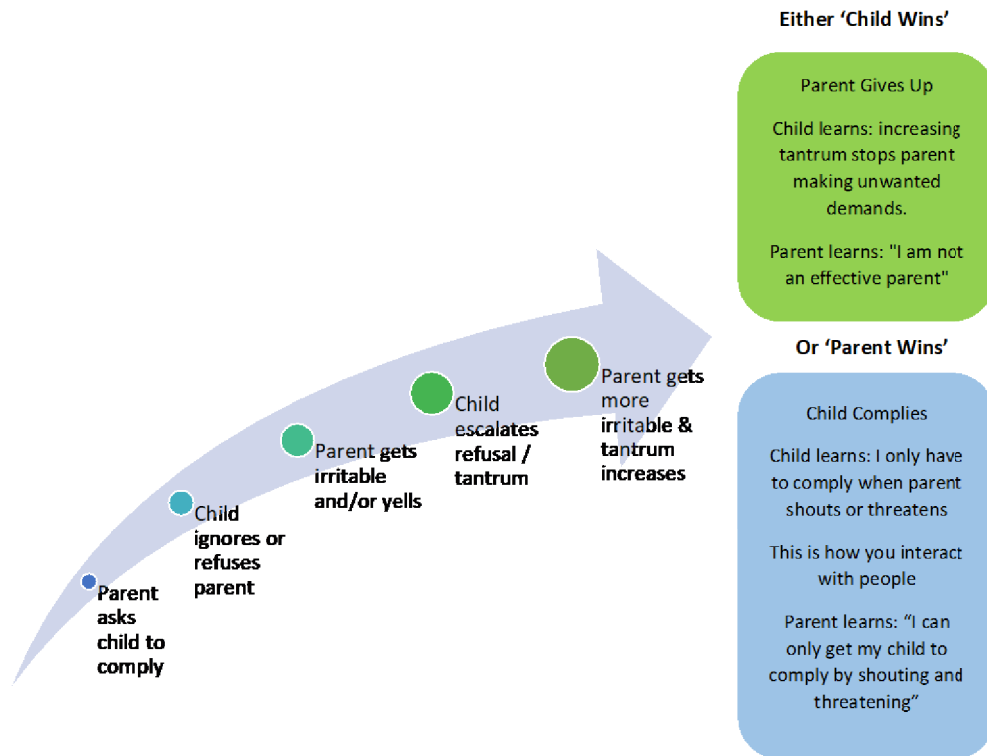 Parent
asks
child to
comply
Child
ignores or
refuses
parent
Parent gets
irritable
and/or yells
Child
escalates
refusal /
tantrum
Parent gets
more
irritable &
tantrum
increases
Either ‘Child Wins’
Parent Gives Up
Child learns: increasing
tantrum stops parent
making unwanted
demands.
Parent learns: "I am not
an effective parent"
Or ‘Parent Wins’
Child Complies
Child learns: I only have
to comply when parent
shouts or threatens
This is how you interact
with people
Parent learns: “I can
only get my child to
comply by shouting and
threatening”